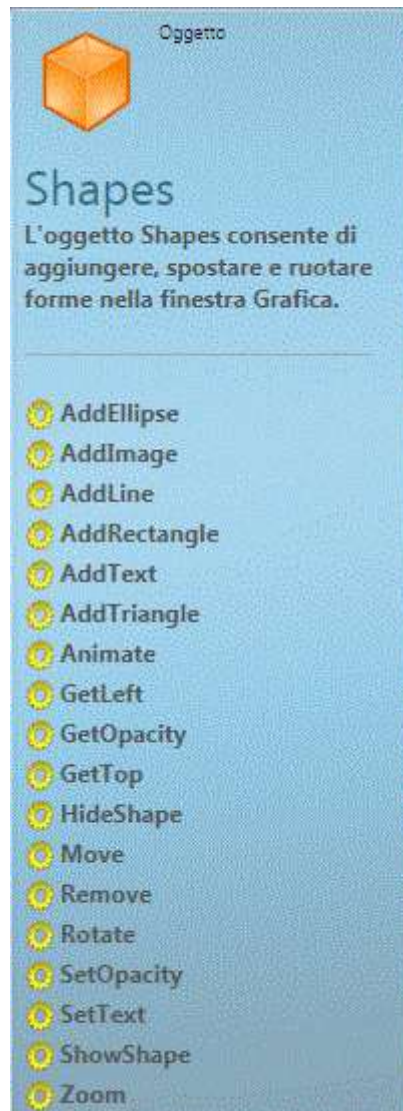 Oggetto
Shapes
L'oggetto Shapes consente di
aggiungere, spostare e ruotare
forme nella finestra Grafica.
AddEllipse
AddImage
AddLine
AddRectangle
AddText
AddTriangle
Animate
GetLeft
GetOpacity
GetTop
HideShape
Move
Remove
Rotate
SetOpacity
SetText
ShowShape
Zoom